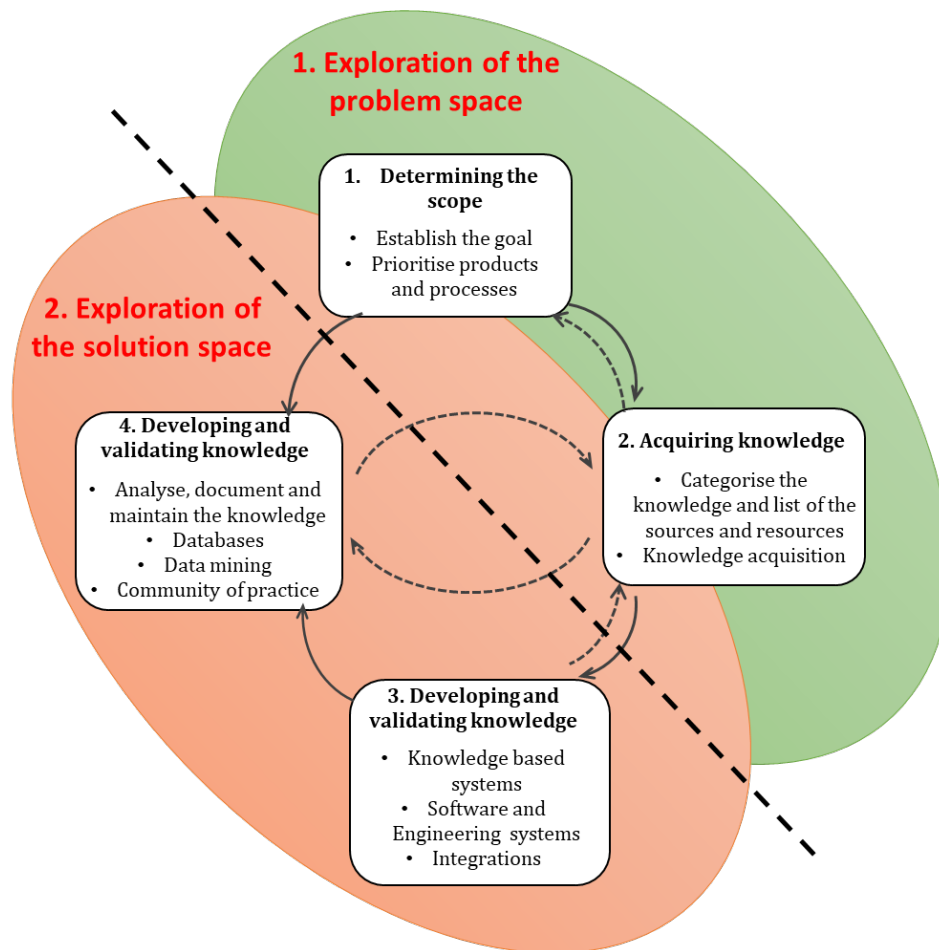 1. Exploration of the
problem space
1. Determining the
scope
• Establish the goal
• Prioritise products
and processes
2. Exploration of
the solution space
4. Developing and
validating knowledge
• Analyse, document and
maintain the knowledge
• Databases
• Data mining
• Community of practice
2. Acquiring knowledge
• Categorise the
knowledge and list of the
sources and resources
• Knowledge acquisition
3. Developing and
validating knowledge
• Knowledge based
systems
• Software and
Engineering systems
• Integrations